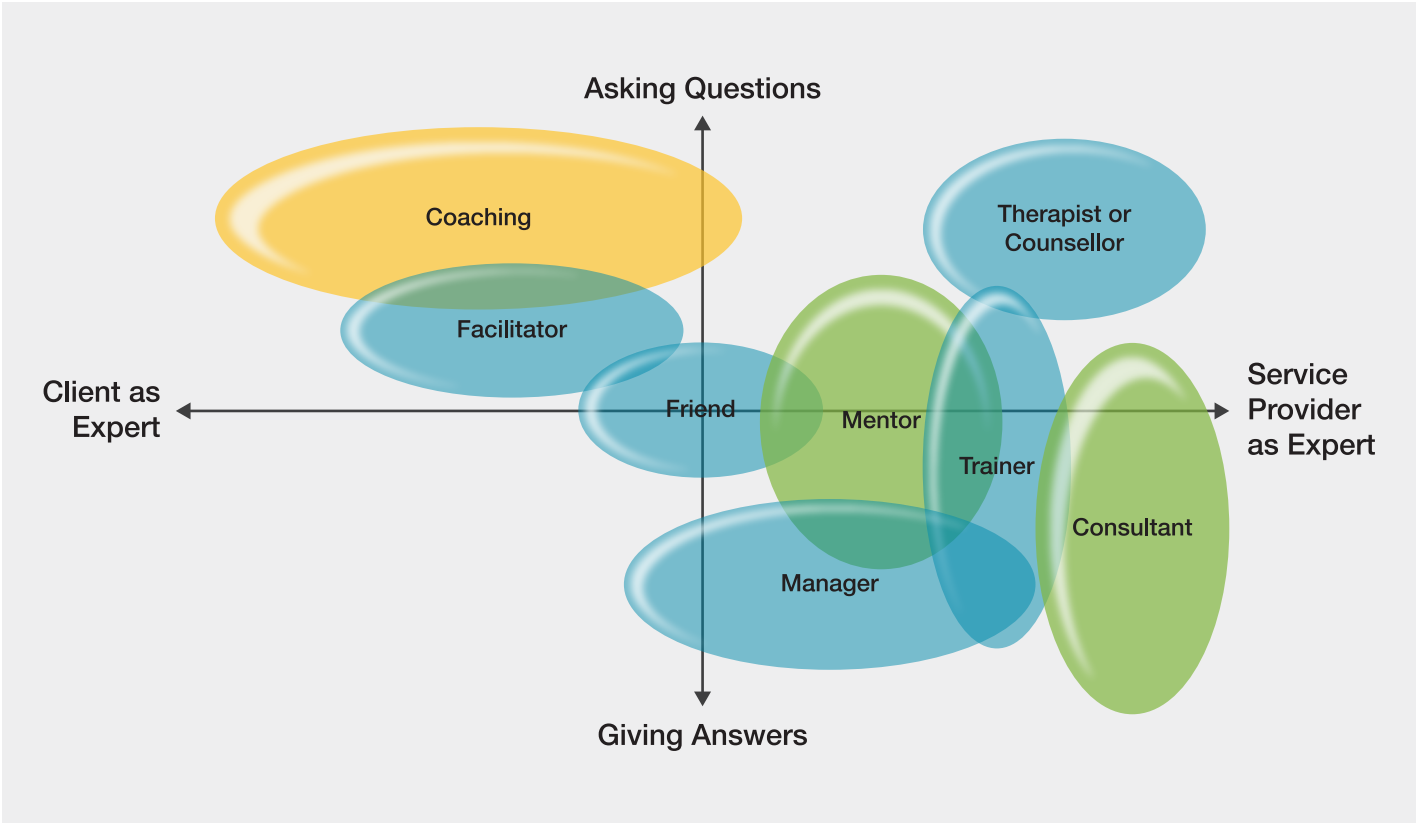 Asking Questions
Coaching
Therapist or
Counsellor
Facilitator
Client as
Expert
Friend
Mentor
Service
Provider
as Expert
Trainer
Consultant
Manager
Giving Answers